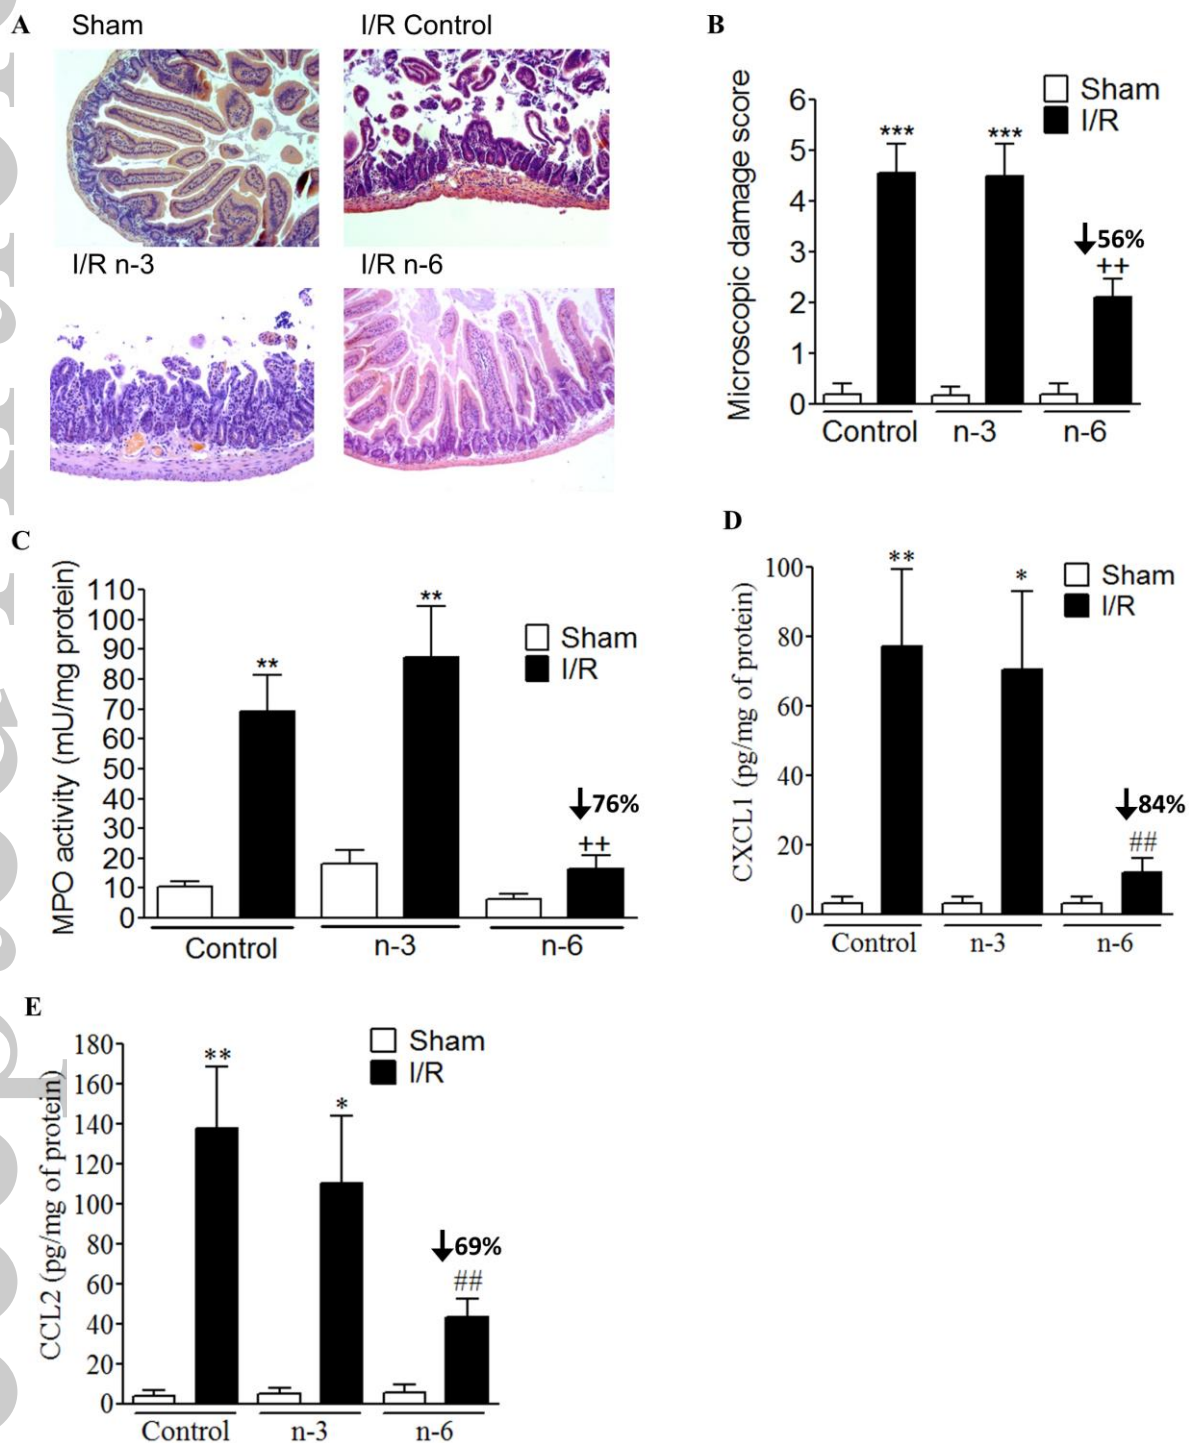 A
Sham
I/R Control
I/R n-3
I/R n-6
B
Microscopic damage score
6
5
4
3
2
1
0
Sham
I/R
***
***
56%
++
Control
n-3
n-6
C
MPO activity (mU/mg protein)
110
100
90
80
70
60
50
40
30
20
10
0
**
**
Sham
I/R
76%
++
Control
n-3
n-6
D
CXCL1 (pg/mg of protein)
100
80
60
40
20
0
**
*
Sham
I/R
84%
##
Control
n-3
n-6
E
CCL2 (pg/mg of protein)
180
160
140
120
100
80
60
40
20
0
**
*
Sham
I/R
69%
##
Control
n-3
n-6